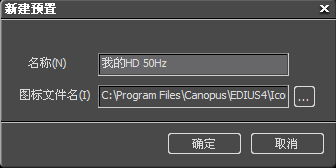 新建预置
名称(N) 我的HD 50Hz
图标文件名(I) C:\Program Files\Canopus\EDIUS4\Ico ...
确定 取消